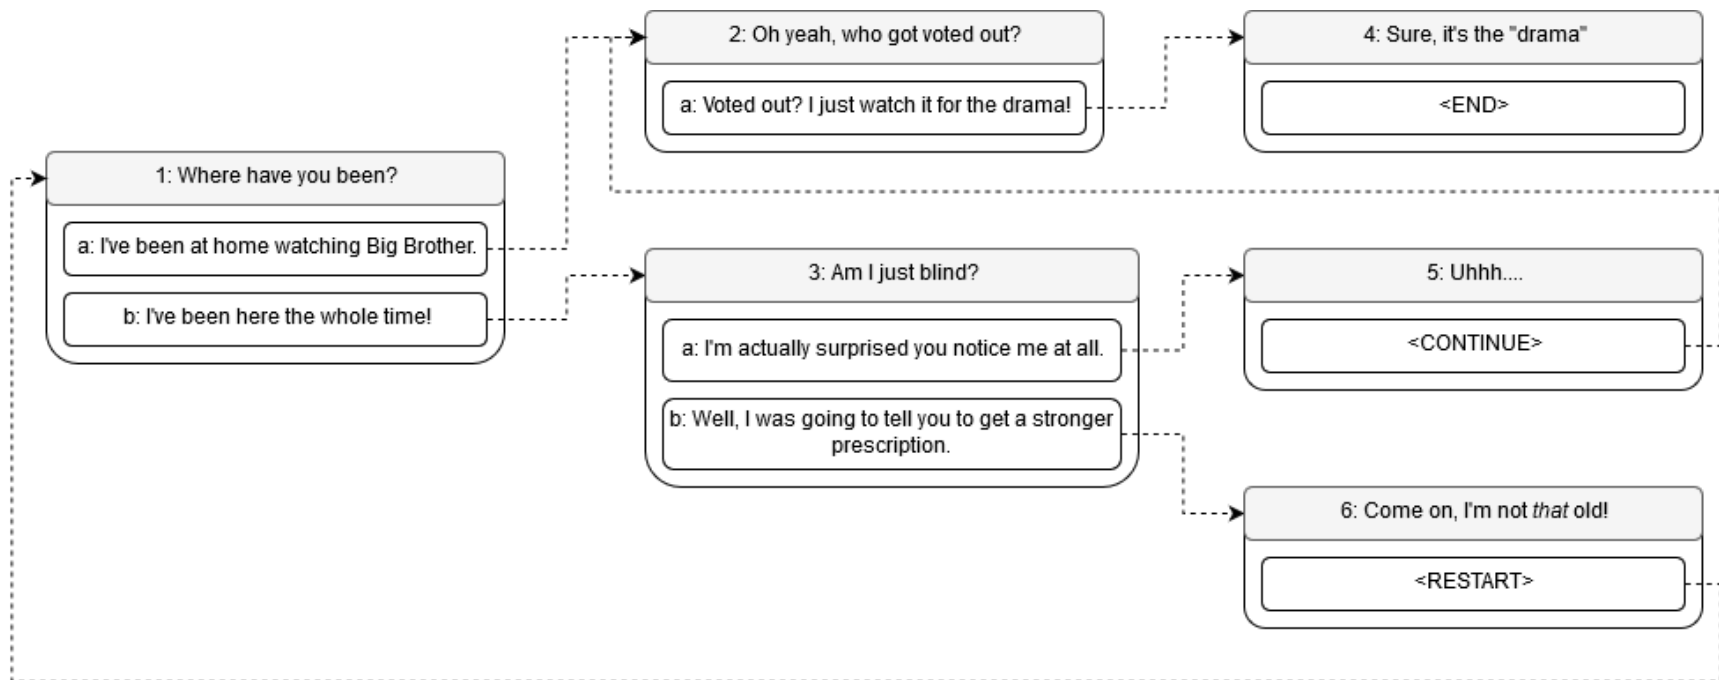 2: Oh yeah, who got voted out?
a: Voted out? I just watch it for the drama!
4: Sure, it's the "drama"
<END>
1: Where have you been?
a: I've been at home watching Big Brother.
b: I've been here the whole time!
3: Am I just blind?
a: I'm actually surprised you notice me at all.
b: Well, I was going to tell you to get a stronger
prescription.
5: Uhhh....
<CONTINUE>
6: Come on, I'm not that old!
<RESTART>